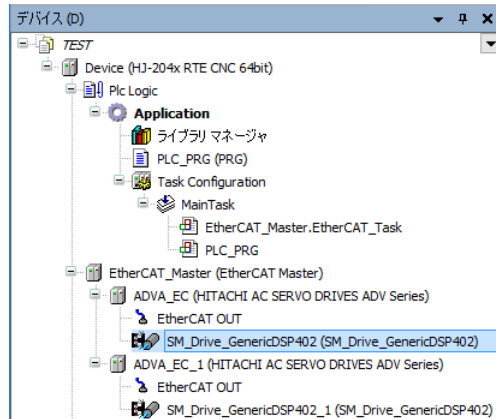 デバイス (D)
TEST
Device (HJ-204x RTE CNC 64bit)
Plc Logic
Application
ライブラリ マネージャ
PLC_PRG (PRG)
Task Configuration
MainTask
EtherCAT_Master.EtherCAT_Task
PLC_PRG
EtherCAT_Master (EtherCAT Master)
ADVA_EC (HITACHI AC SERVO DRIVES ADV Series)
EtherCAT OUT
SM_Drive_GenericDSP402 (SM_Drive_GenericDSP402)
ADVA_EC_1 (HITACHI AC SERVO DRIVES ADV Series)
EtherCAT OUT
SM_Drive_GenericDSP402_1 (SM_Drive_GenericDSP402)